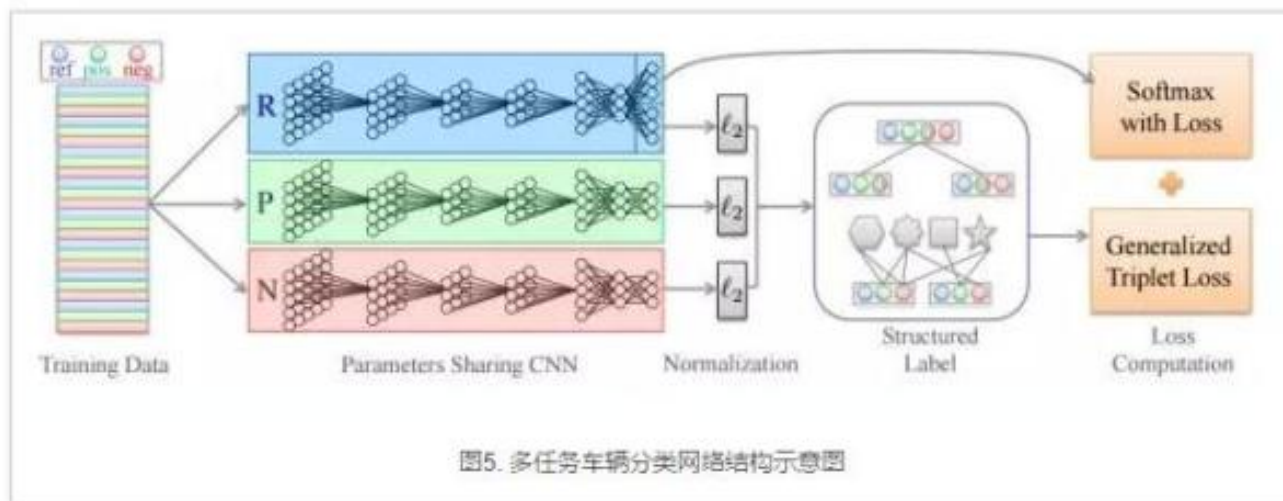 ref pos neg
R
P
N
ℓ2
ℓ2
ℓ2
Softmax
with Loss
Generalized
Triplet Loss
Training Data
Parameters Sharing CNN
Normalization
Structured
Label
Loss
Computation
图5. 多任务车辆分类网络结构示意图